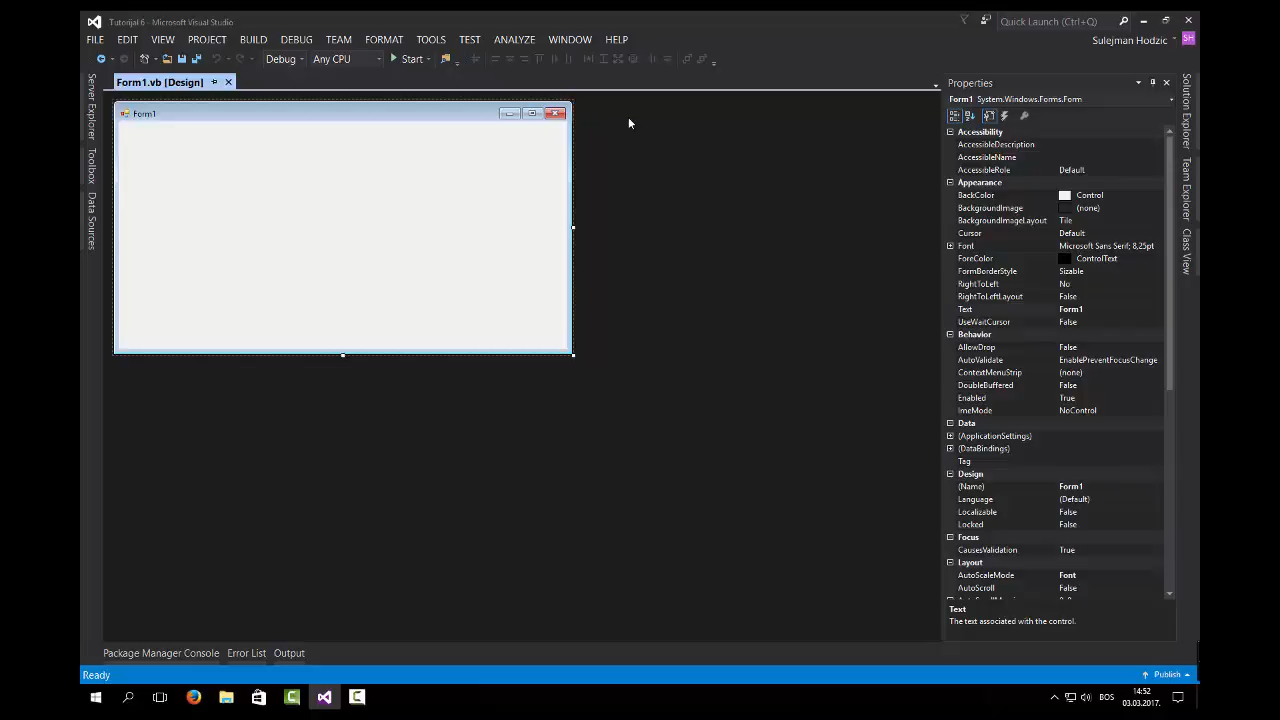 Tutorijal 6 - Microsoft Visual Studio
Quick Launch (Ctrl+Q)
FILE EDIT VIEW PROJECT BUILD DEBUG TEAM FORMAT TOOLS TEST ANALYZE WINDOW HELP
Sulejman Hodzic SH
Debug Any CPU Start
Server Explorer
Toolbox
Data Sources
Form1.vb [Design]
Form1
Properties
Form1 System.Windows.Forms.Form
Accessibility
AccessibleDescription
AccessibleName
AccessibleRole Default
Appearance
BackColor Control
BackgroundImage (none)
BackgroundImageLayout Tile
Cursor Default
Font Microsoft Sans Serif; 8,25pt
ForeColor ControlText
FormBorderStyle Sizable
RightToLeft No
RightToLeftLayout False
Text Form1
UseWaitCursor False
Behavior
AllowDrop False
AutoValidate EnablePreventFocusChange
ContextMenuStrip (none)
DoubleBuffered False
Enabled True
ImeMode NoControl
Data
(ApplicationSettings)
(DataBindings)
Tag
Design
(Name) Form1
Language (Default)
Localizable False
Locked False
Focus
CausesValidation True
Layout
AutoScaleMode Font
AutoScroll False
Text
The text associated with the control.
Solution Explorer
Team Explorer
Class View
Package Manager Console Error List Output
Ready
Publish
BOS
14:52
03.03.2017.